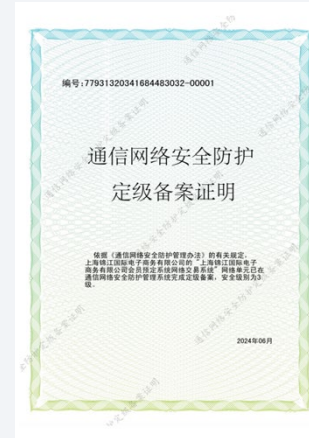 编号:77931320341684483032-00001
通信网络安全防护
定级备案证明
依据《通信网络安全防护管理办法》的有关规定,
上海锦江国际电子商务有限公司的“上海锦江国际电子
商务有限公司会员预定系统网络交易系统”网络单元已在
通信网络安全防护管理系统完成定级备案,安全级别为3
级。
2024年06月